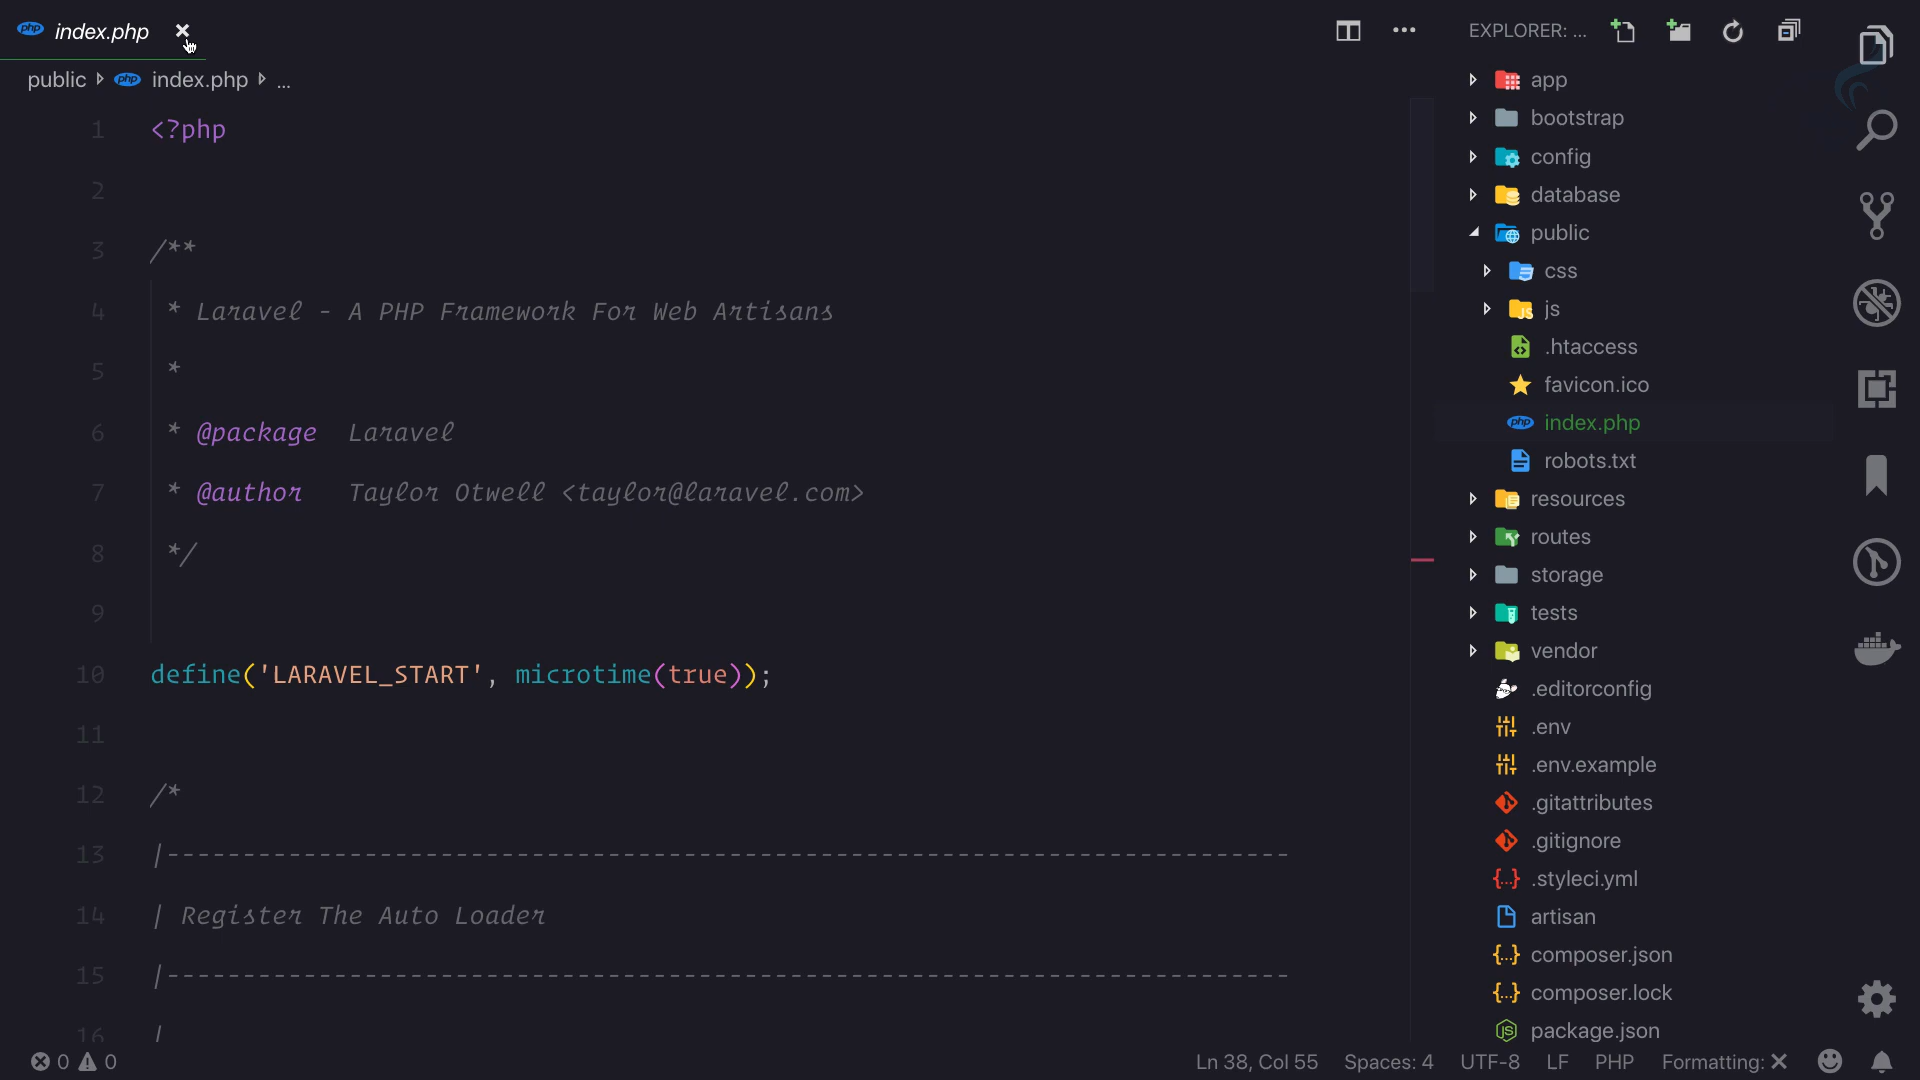 index.php
EXPLORER: ...
public index.php ...
1 <?php
2
3 /**
4 * Laravel - A PHP Framework For Web Artisans
5 *
6 * @package Laravel
7 * @author Taylor Otwell <taylor@laravel.com>
8 */
9
10 define('LARAVEL_START', microtime(true));
11
12 /*
13 |--------------------------------------------------------------------------
14 | Register The Auto Loader
15 |--------------------------------------------------------------------------
16 |
app
bootstrap
config
database
public
css
js
.htaccess
favicon.ico
index.php
robots.txt
resources
routes
storage
tests
vendor
.editorconfig
.env
.env.example
.gitattributes
.gitignore
.styleci.yml
artisan
composer.json
composer.lock
package.json
0 0
Ln 38, Col 55 Spaces: 4 UTF-8 LF PHP Formatting: ✕